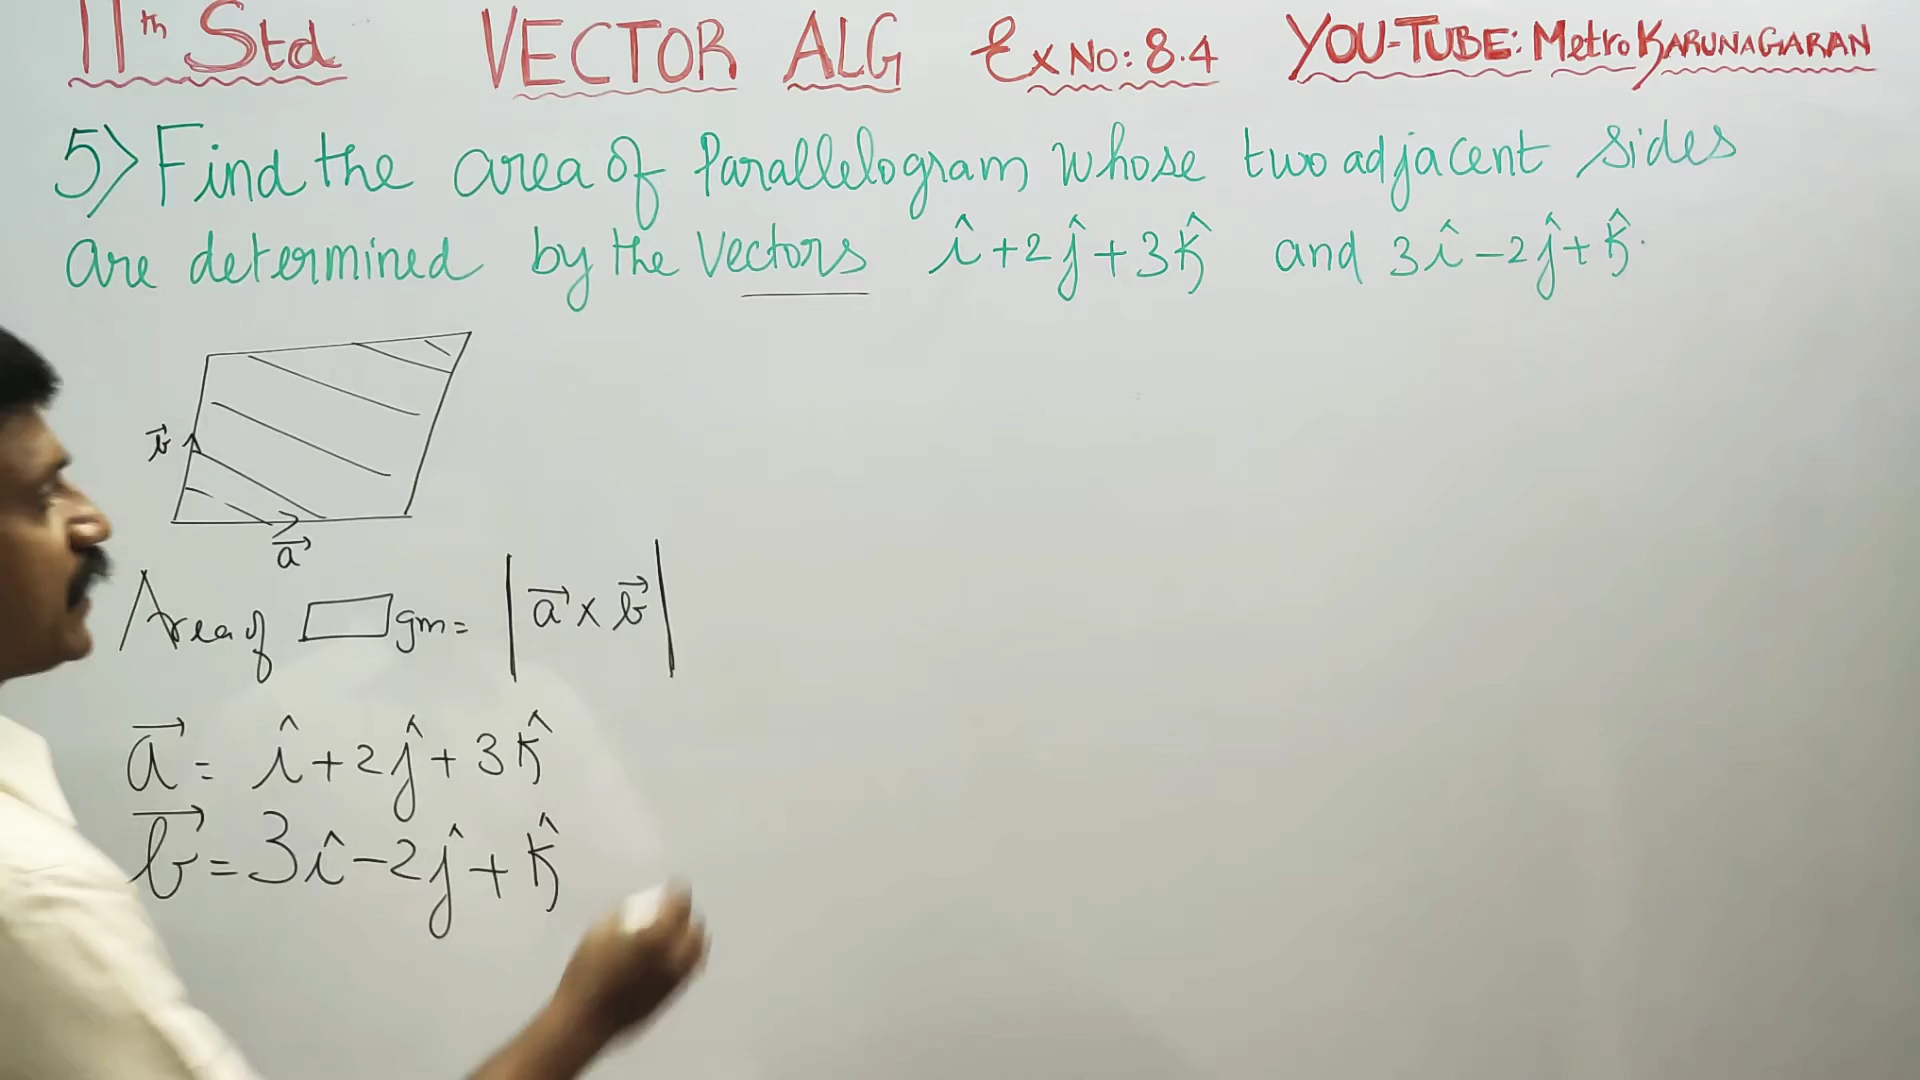 11th Std VECTOR ALG Ex No: 8.4 YOU-TUBE: Metro KARUNAGARAN
5) Find the area of Parallelogram whose two adjacent sides
are determined by the vectors î + 2ĵ + 3k̂ and 3î - 2ĵ + k̂.
b⃗
a⃗
Area of ▭gm = | a⃗ × b⃗ |
a⃗ = î + 2ĵ + 3k̂
b⃗ = 3î - 2ĵ + k̂